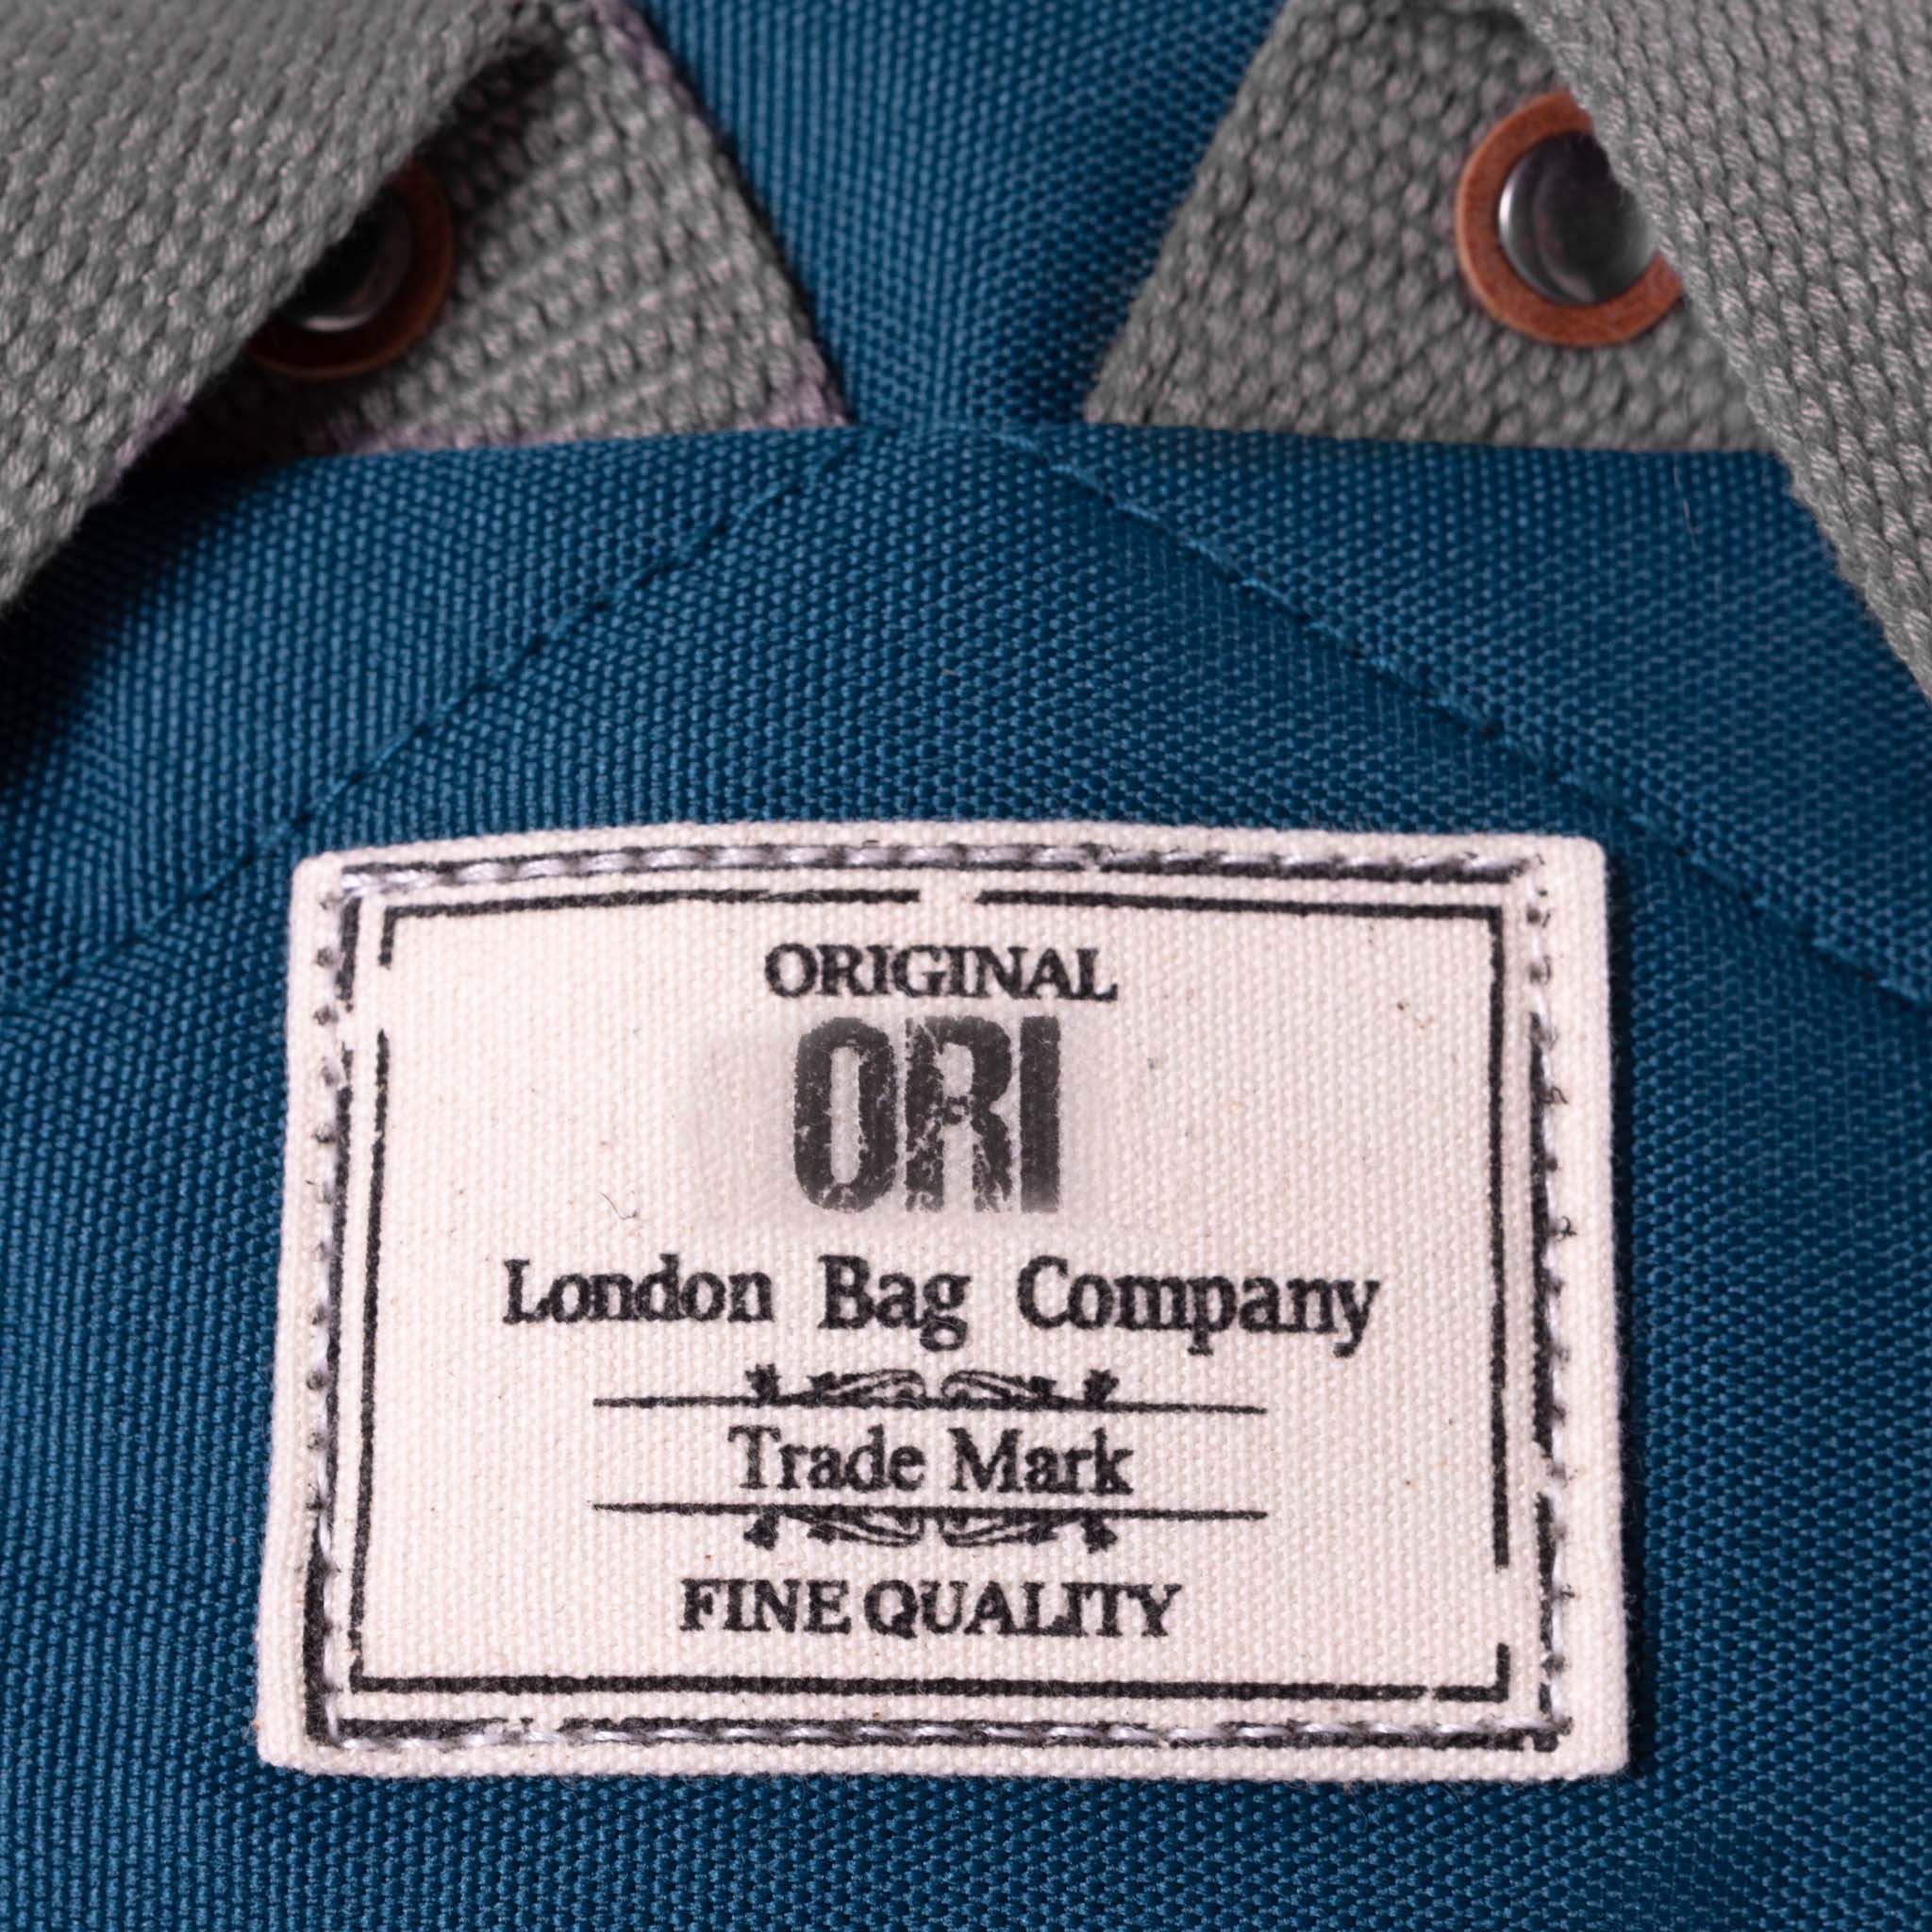 ORIGINAL
ORI
London Bag Company
Trade Mark
FINE QUALITY